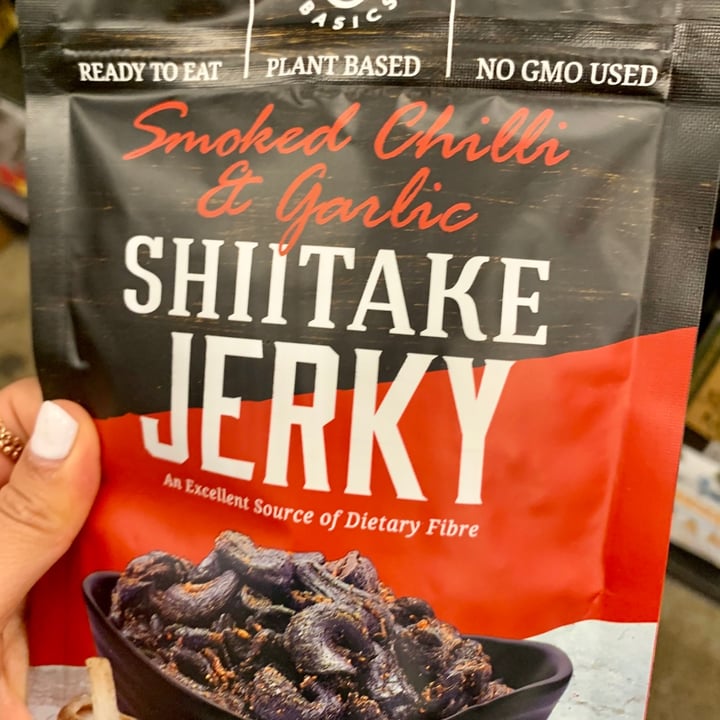 BASICS
READY TO EAT
PLANT BASED
NO GMO USED
Smoked Chilli
& Garlic
SHIITAKE
JERKY
An Excellent Source of Dietary Fibre